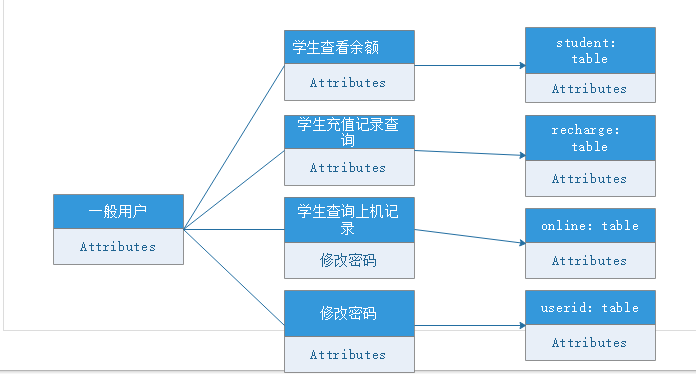 一般用户
Attributes
学生查看余额
Attributes
学生充值记录查
询
Attributes
学生查询上机记
录
修改密码
修改密码
Attributes
student:
table
Attributes
recharge:
table
Attributes
online: table
Attributes
userid: table
Attributes